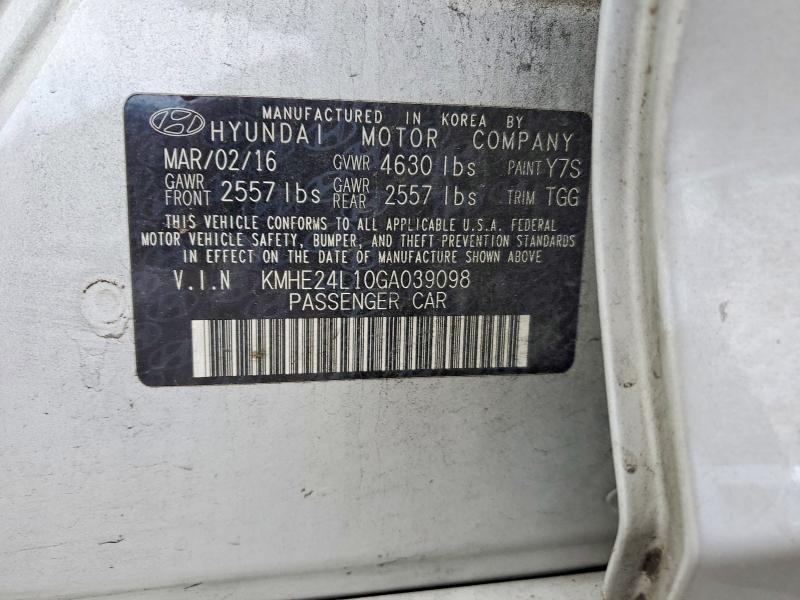 MANUFACTURED IN KOREA BY
HYUNDAI MOTOR COMPANY
MAR/02/16 GVWR 4630 lbs PAINT Y7S
GAWR FRONT 2557 lbs GAWR REAR 2557 lbs TRIM TGG
THIS VEHICLE CONFORMS TO ALL APPLICABLE U.S.A. FEDERAL
MOTOR VEHICLE SAFETY, BUMPER, AND THEFT PREVENTION STANDARDS
IN EFFECT ON THE DATE OF MANUFACTURE SHOWN ABOVE.
V.I.N KMHE24L10GA039098
PASSENGER CAR